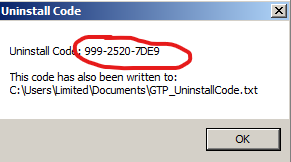 Uninstall Code
Uninstall Code: 999-2520-7DE9
This code has also been written to:
C:\Users\Limited\Documents\GTP_UninstallCode.txt
OK